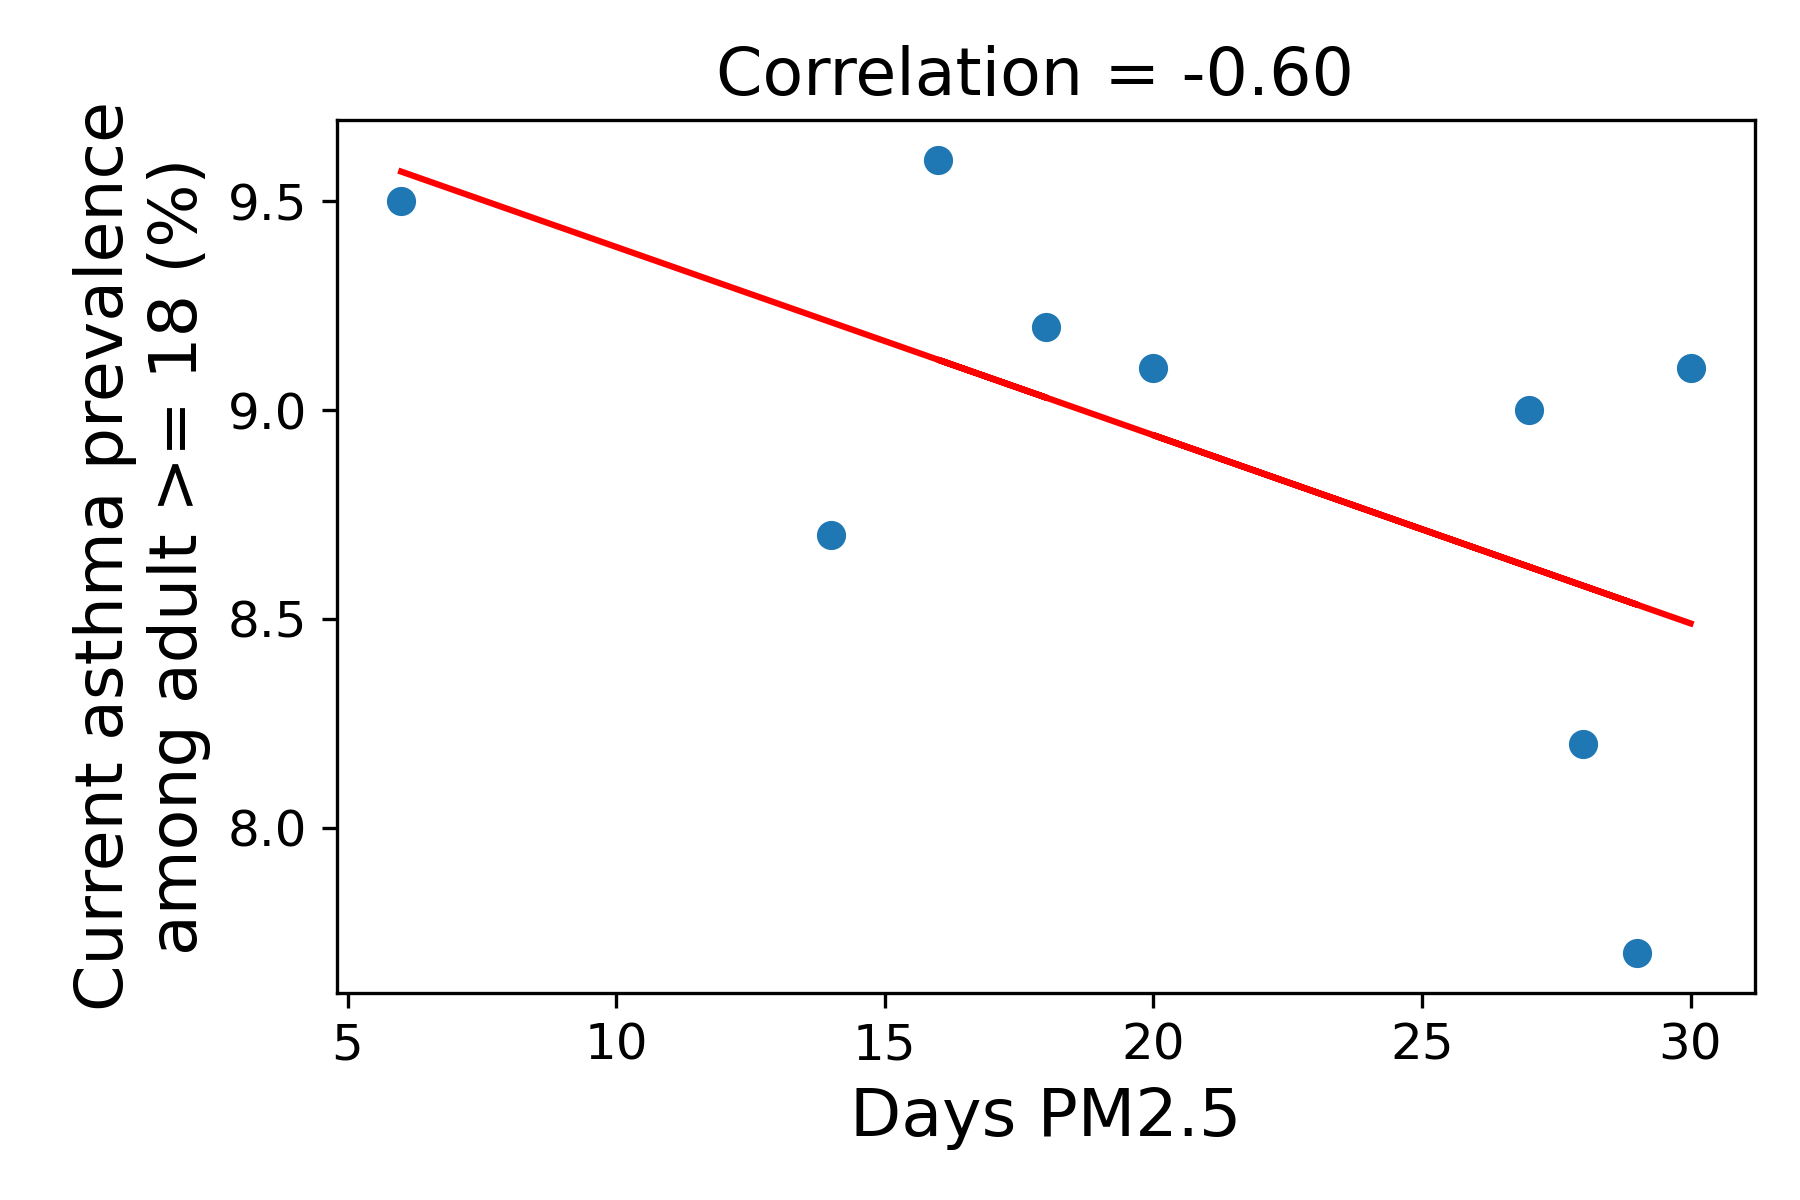 Correlation = -0.60
Current asthma prevalence
among adult >= 18 (%)
9.5
9.0
8.5
8.0
5 10 15 20 25 30
Days PM2.5